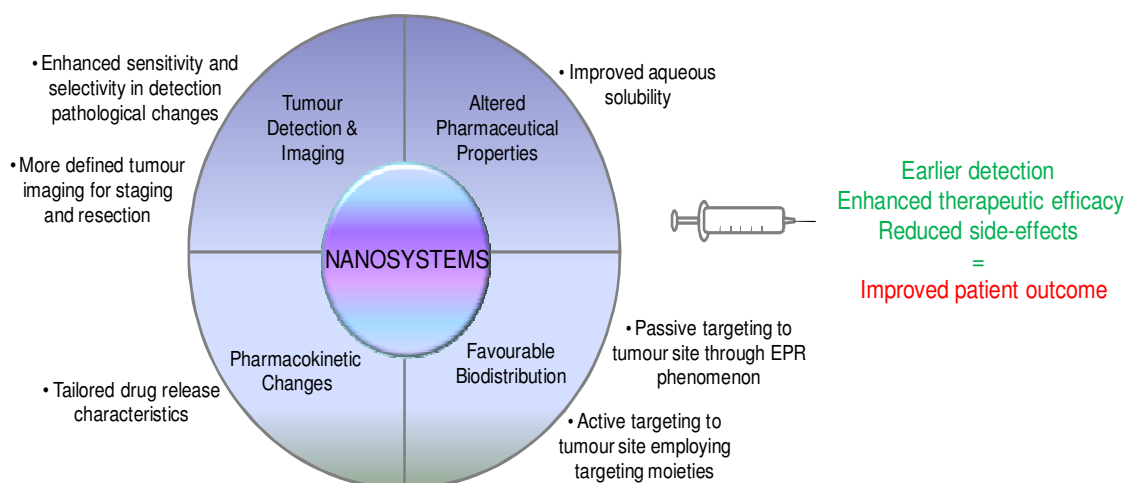 • Enhanced sensitivity and
selectivity in detection
pathological changes
• More defined tumour
imaging for staging
and resection
Tumour
Detection &
Imaging
Altered
Pharmaceutical
Properties
• Improved aqueous
solubility
NANOSYSTEMS
Pharmacokinetic
Changes
Favourable
Biodistribution
• Tailored drug release
characteristics
• Passive targeting to
tumour site through EPR
phenomenon
• Active targeting to
tumour site employing
targeting moieties
Earlier detection
Enhanced therapeutic efficacy
Reduced side-effects
=
Improved patient outcome